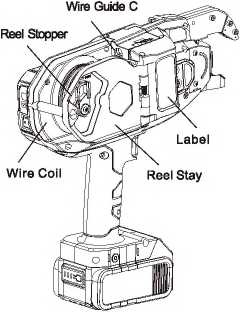 Wire Guide C
Reel Stopper
Label
Wire Coil
Reel Stay